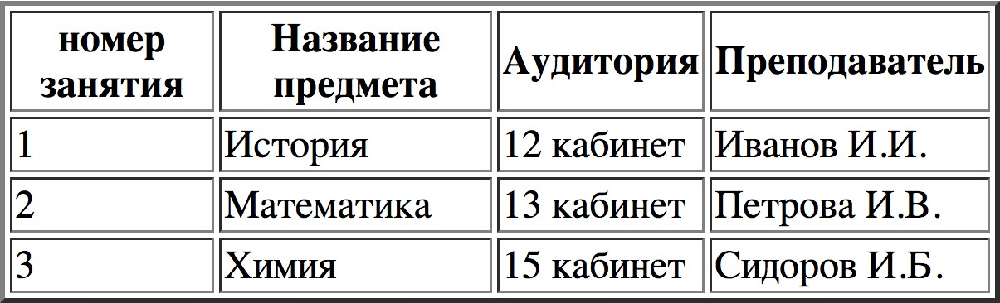 номер занятия Название предмета Аудитория Преподаватель
1 История 12 кабинет Иванов И.И.
2 Математика 13 кабинет Петрова И.В.
3 Химия 15 кабинет Сидоров И.Б.